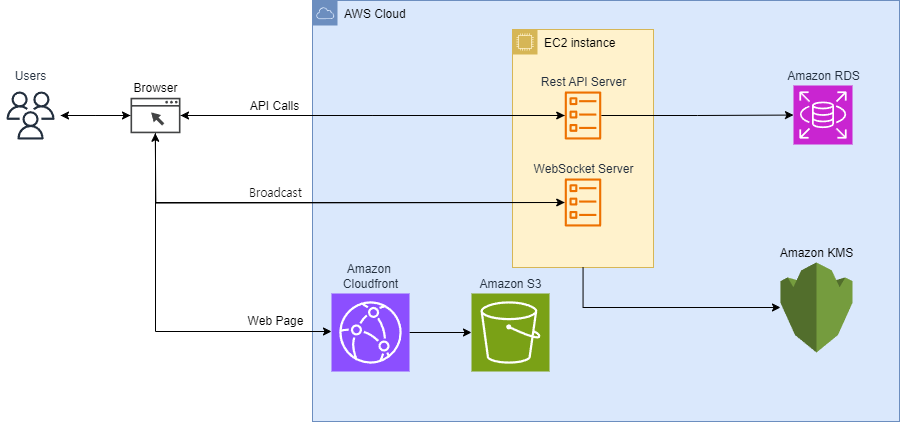 AWS Cloud
EC2 instance
Users
Browser
API Calls
Rest API Server
Amazon RDS
Broadcast
WebSocket Server
Amazon KMS
Amazon
Cloudfront
Amazon S3
Web Page